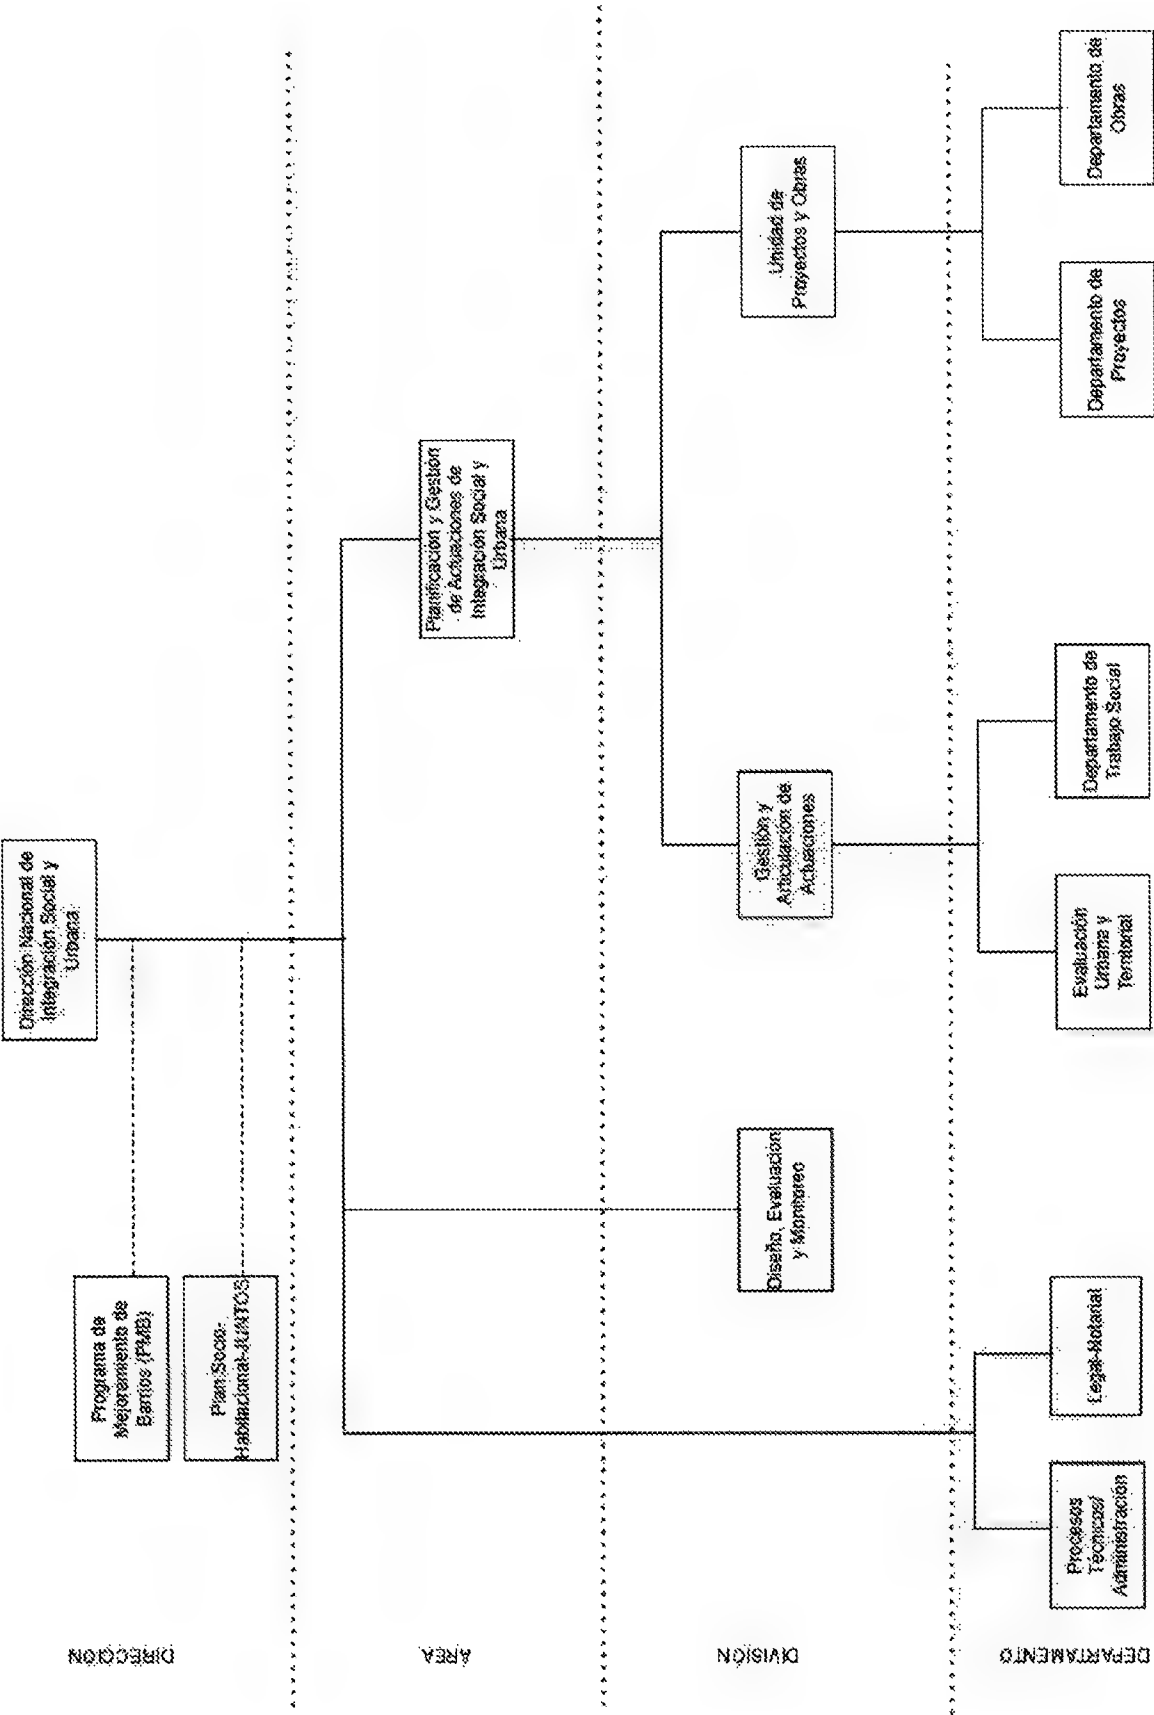 DIRECCIÓN
Dirección Nacional de
Integración Social y
Urbana
Programa de
Mejoramiento de
Barrios (PMB)
Plan Socio-
Habitacional-JUNTOS
ÁREA
Planificación y Gestión
de Actuaciones de
Integración Social y
Urbana
DIVISIÓN
Diseño, Evaluación
y Monitoreo
Gestión y
Articulación de
Actuaciones
Unidad de
Proyectos y Obras
DEPARTAMENTO
Procesos
Técnicos/
Administración
Legal-Notarial
Evaluación
Urbana y
Territorial
Departamento de
Trabajo Social
Departamento de
Proyectos
Departamento de
Obras